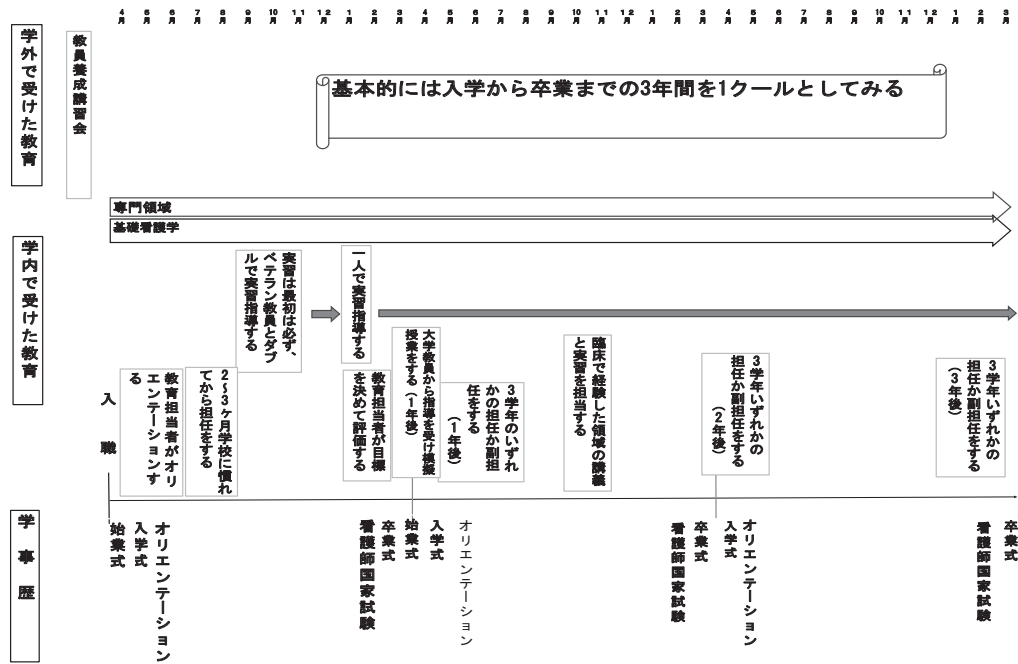 4月 5月 6月 7月 8月 9月 10月 11月 12月 1月 2月 3月 4月 5月 6月 7月 8月 9月 10月 11月 12月 1月 2月 3月 4月 5月 6月 7月 8月 9月 10月 11月 12月 1月 2月 3月
学外で受けた教育
教員養成講習会
基本的には入学から卒業までの3年間を1クールとしてみる
専門領域
基礎看護学
学内で受けた教育
入職
教育担当者がオリ
エンテーションす
る
2～3ヶ月学校に慣れ
てから担任をする
実習は最初は必ず、
ベテラン教員とダブ
ルで実習指導する
一人で実習指導する
教育担当者が目標
を決めて評価する
大学教員から指導を受け模擬
授業をする（1年後）
3学年のいずれ
かの担任か副担
任をする
（1年後）
臨床で経験した領域の講義
と実習を担当する
3学年いずれかの
担任か副担任をする
（2年後）
3学年いずれかの
担任か副担任をする
（3年後）
学事歴
始業式
入学式
オリエンテーション
看護師国家試験
卒業式
始業式
入学式
オリエンテーション
看護師国家試験
卒業式
入学式
オリエンテーション
看護師国家試験
卒業式